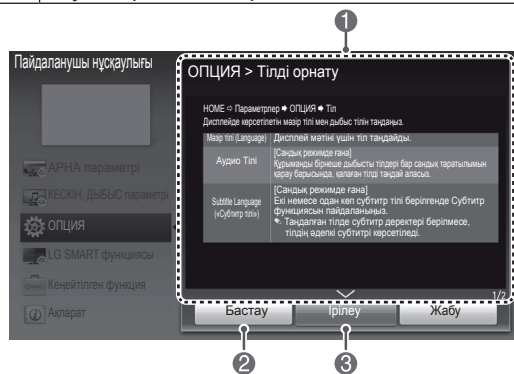 1
Пайдаланушы нұсқаулығы
АРНА параметрі
КЕСКІН, ДЫБЫС параметрі
ОПЦИЯ
LG SMART функциясы
Кеңейтілген функция
Ақпарат
ОПЦИЯ > Тілді орнату
HOME ⇨ Параметрлер ➡ ОПЦИЯ ➡ Тіл
Дисплейде көрсетілетін мәзір тілі мен дыбыс тілін таңдаңыз.
Мәзір тілі (Language) Дисплей мәтіні үшін тіл таңдайды.
Аудио Тілі
[Сандық режимде ғана]
Құрамынды бірнеше дыбысты тілдері бар сандық таратылымын
қарау барысында, қалаған тілді таңдай аласыз.
Subtitle Language
(«Субтитр тілі»)
[Сандық режимде ғана]
Екі немесе одан көп субтитр тілі берілгенде Субтитр
функциясын пайдаланыңыз.
Таңдалған тілде субтитр деректері берілмесе,
тілдің әдепкі субтитрі көрсетіледі.
1/2
Бастау
Ірілеу
Жабу
2
3